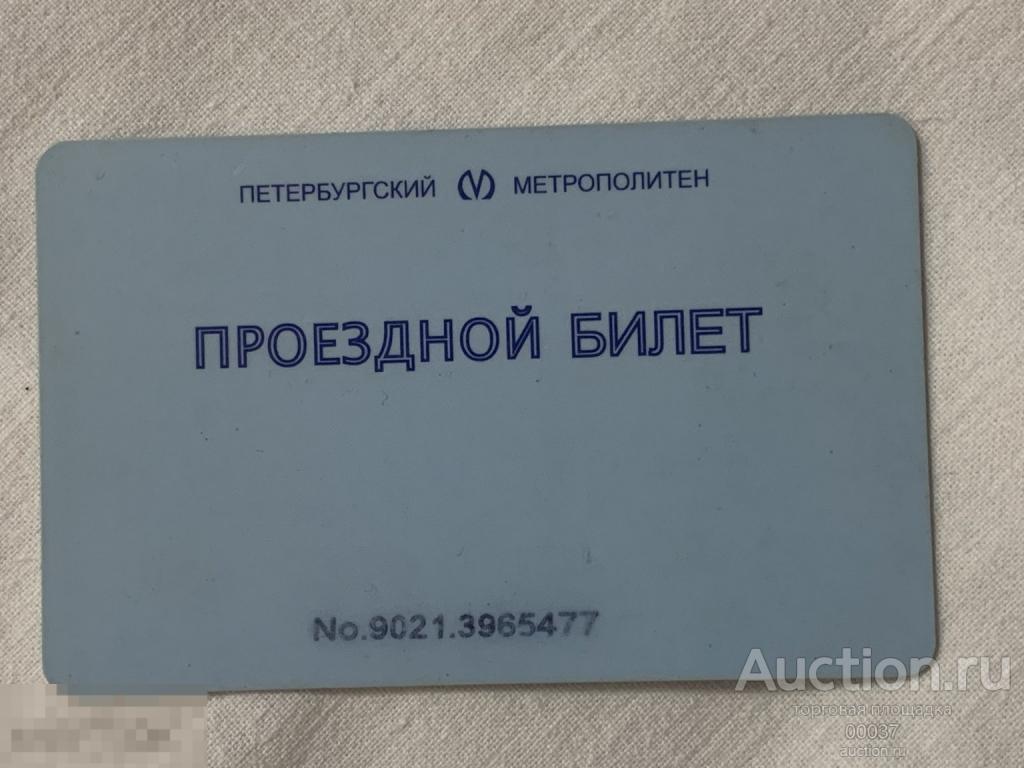 ПЕТЕРБУРГСКИЙ М МЕТРОПОЛИТЕН
ПРОЕЗДНОЙ БИЛЕТ
No.9021.3965477
Auction.ru
торговая площадка
00037
auction.ru